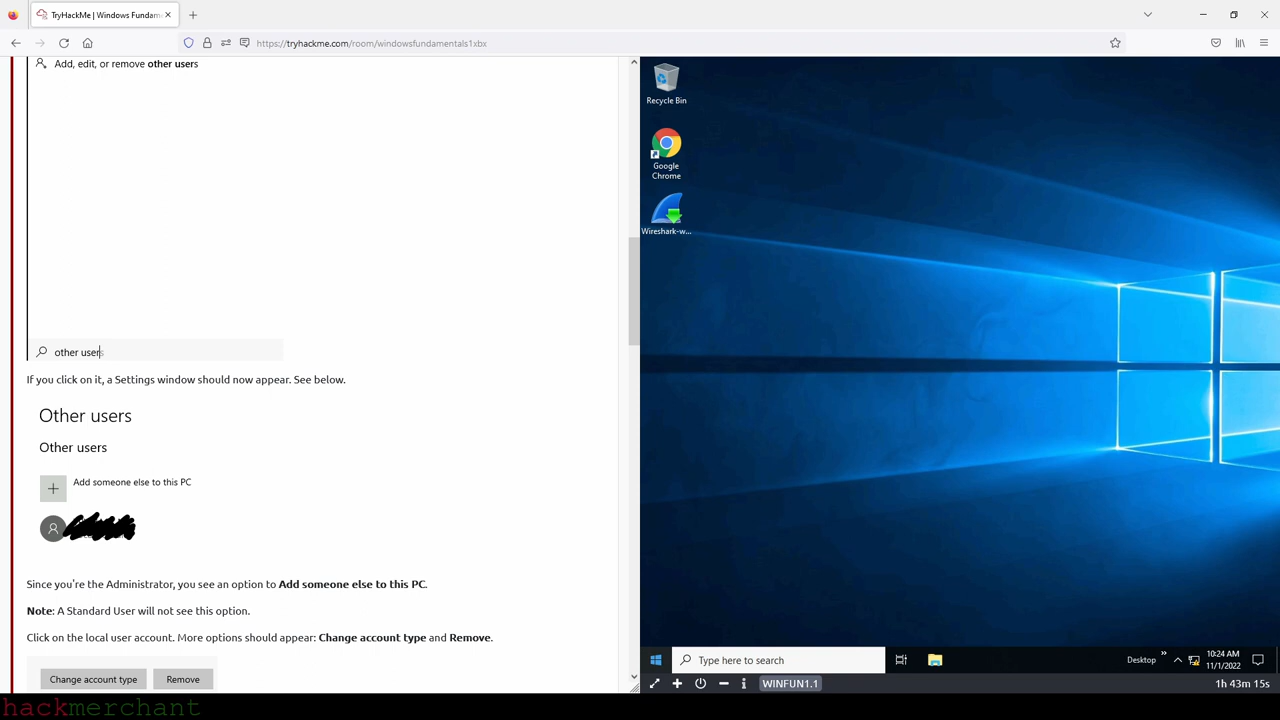 TryHackMe | Windows Fundam
https://tryhackme.com/room/windowsfundamentals1xbx
Add, edit, or remove other users
other users
If you click on it, a Settings window should now appear. See below.
Other users
Other users
Add someone else to this PC
Since you're the Administrator, you see an option to Add someone else to this PC.
Note: A Standard User will not see this option.
Click on the local user account. More options should appear: Change account type and Remove.
Change account type Remove
hackmerchant
Recycle Bin
Google
Chrome
Wireshark-w...
Type here to search
Desktop
10:24 AM
11/1/2022
WINFUN1.1
1h 43m 15s